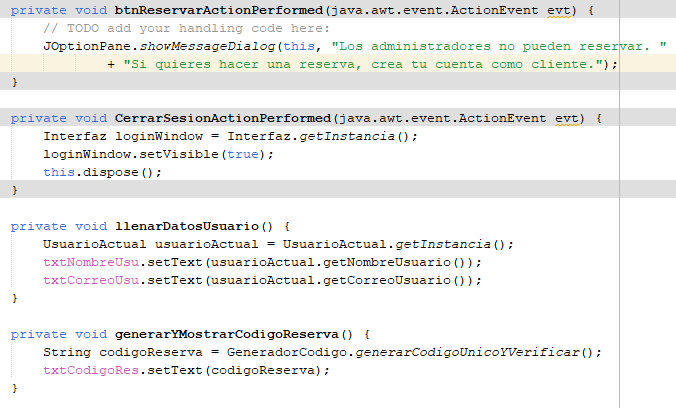 private void btnReservarActionPerformed(java.awt.event.ActionEvent evt) {
// TODO add your handling code here:
JOptionPane.showMessageDialog(this, "Los administradores no pueden reservar. "
+ "Si quieres hacer una reserva, crea tu cuenta como cliente.");
}
private void CerrarSesionActionPerformed(java.awt.event.ActionEvent evt) {
Interfaz loginWindow = Interfaz.getInstancia();
loginWindow.setVisible(true);
this.dispose();
}
private void llenarDatosUsuario() {
UsuarioActual usuarioActual = UsuarioActual.getInstancia();
txtNombreUsu.setText(usuarioActual.getNombreUsuario());
txtCorreoUsu.setText(usuarioActual.getCorreoUsuario());
}
private void generarYMostrarCodigoReserva() {
String codigoReserva = GeneradorCodigo.generarCodigoUnicoYVerificar();
txtCodigoRes.setText(codigoReserva);
}